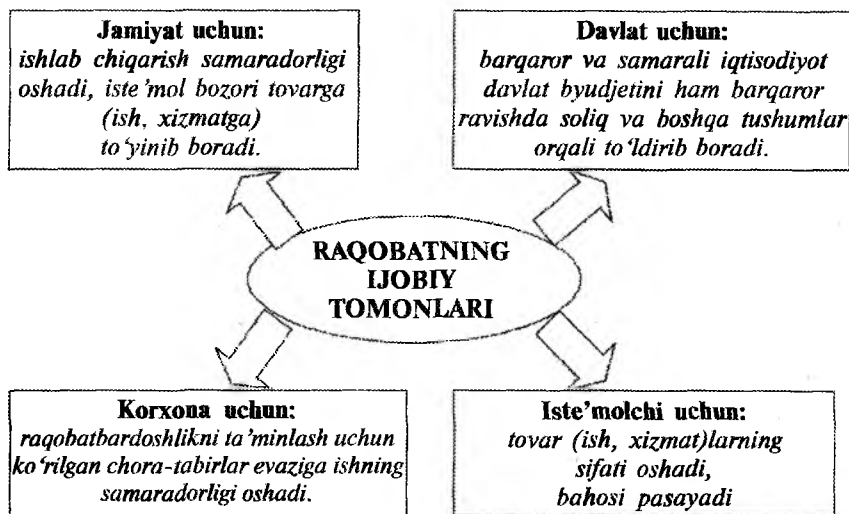 Jamiyat uchun:
ishlab chiqarish samaradorligi
oshadi, iste’mol bozori tovarga
(ish, xizmatga)
to‘yinib boradi.
Davlat uchun:
barqaror va samarali iqtisodiyot
davlat byudjetini ham barqaror
ravishda soliq va boshqa tushumlar
orqali to‘ldirib boradi.
RAQOBATNING
IJOBIY
TOMONLARI
Korxona uchun:
raqobatbardoshlikni ta’minlash uchun
ko‘rilgan chora-tabirlar evaziga ishning
samaradorligi oshadi.
Iste’molchi uchun:
tovar (ish, xizmat)larning
sifati oshadi,
bahosi pasayadi